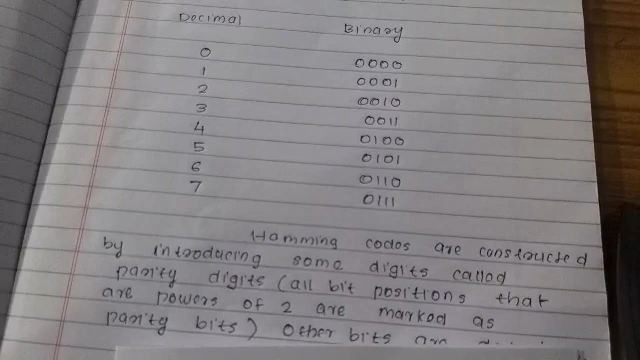 Decimal Binary
0 0000
1 0001
2 0010
3 0011
4 0100
5 0101
6 0110
7 0111
Hamming codes are constructed
by introducing some digits called
parity digits (all bit positions that
are powers of 2 are marked as
parity bits) Other bits are